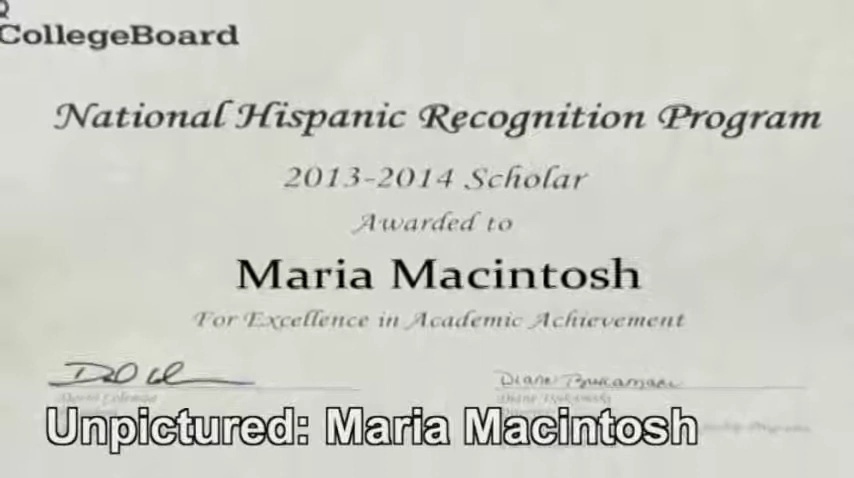 CollegeBoard
National Hispanic Recognition Program
2013-2014 Scholar
Awarded to
Maria Macintosh
For Excellence in Academic Achievement
Unpictured: Maria Macintosh